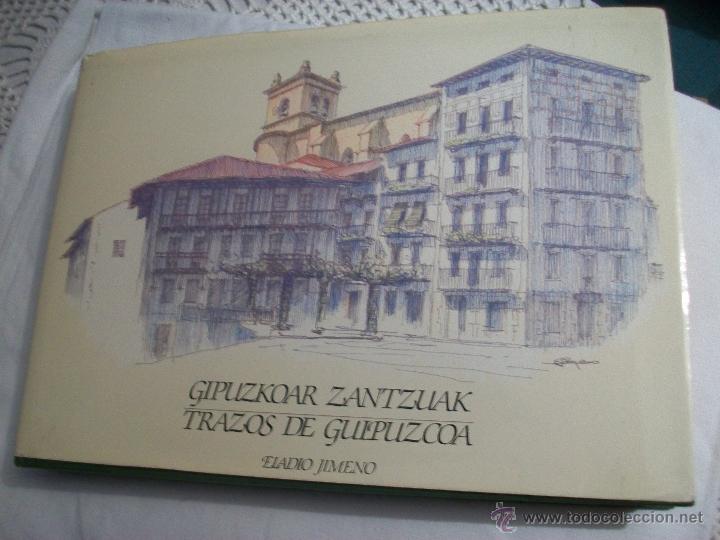 GIPUZKOAR ZANTZUAK
TRAZOS DE GUIPUZCOA
ELADIO JIMENO
© www.todocoleccion.net